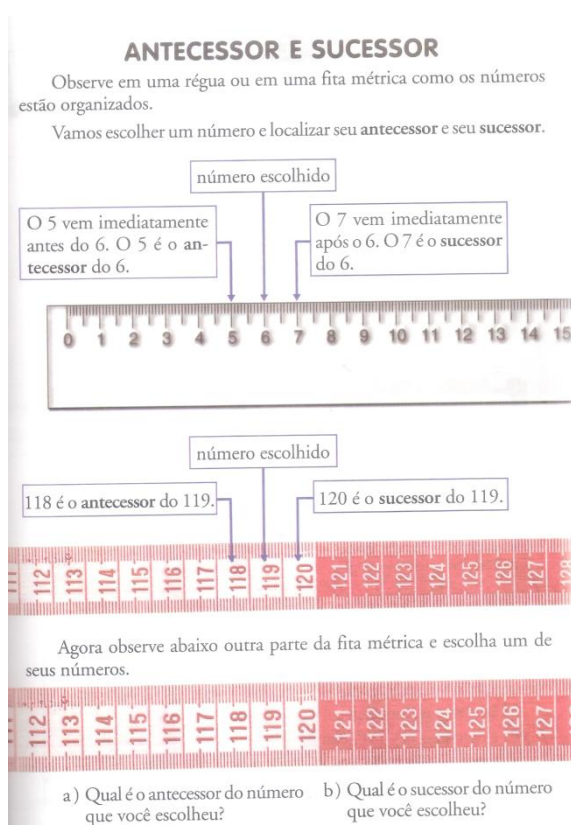 ANTECESSOR E SUCESSOR
Observe em uma régua ou em uma fita métrica como os números
estão organizados.
Vamos escolher um número e localizar seu antecessor e seu sucessor.
número escolhido
O 5 vem imediatamente
antes do 6. O 5 é o an-
tecessor do 6.
O 7 vem imediatamente
após o 6. O 7 é o sucessor
do 6.
0 1 2 3 4 5 6 7 8 9 10 11 12 13 14 15
número escolhido
118 é o antecessor do 119.
120 é o sucessor do 119.
112 113 114 115 116 117 118 119 120 121 122 123 124 125 126 127 128
Agora observe abaixo outra parte da fita métrica e escolha um de
seus números.
112 113 114 115 116 117 118 119 120 121 122 123 124 125 126 127
a) Qual é o antecessor do número
que você escolheu?
b) Qual é o sucessor do número
que você escolheu?